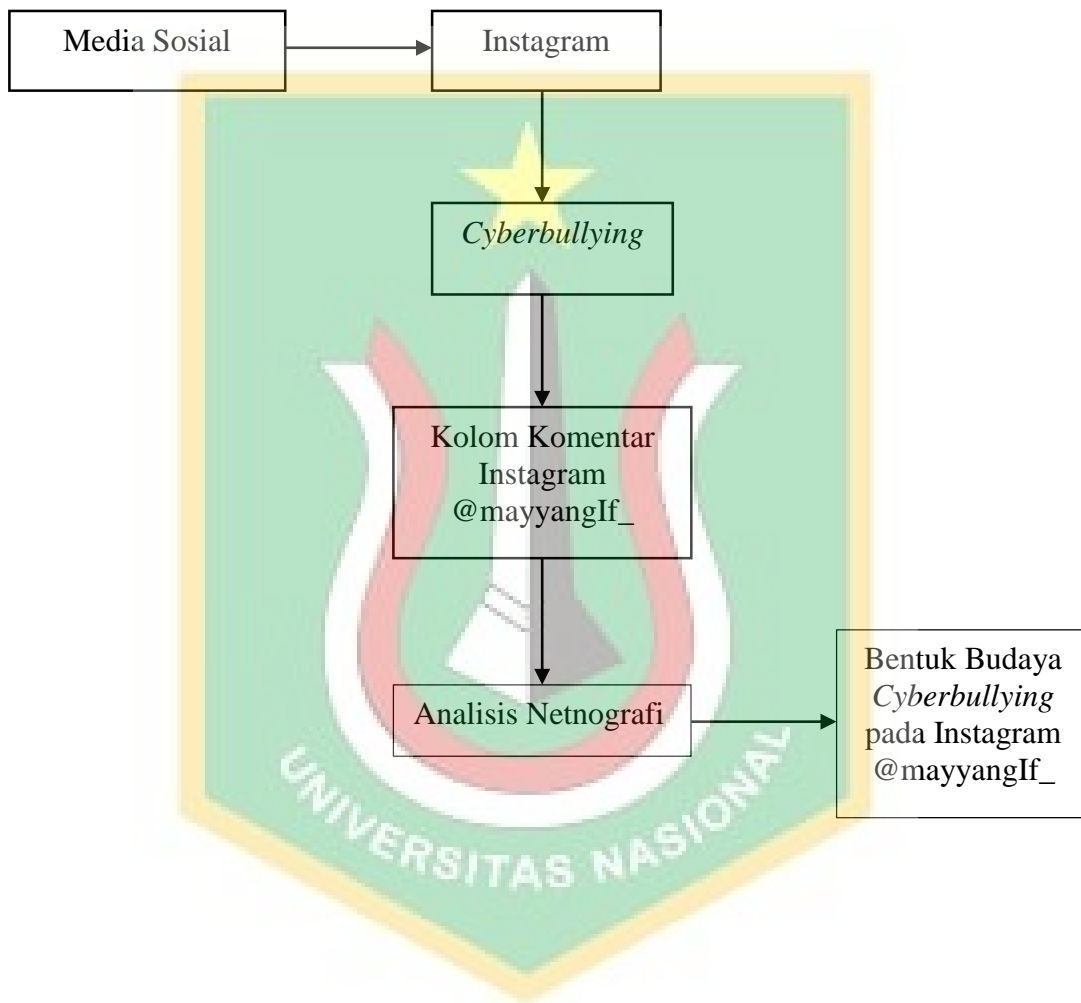 Media Sosial
Instagram
Cyberbullying
Kolom Komentar
Instagram
@mayyangIf_
Analisis Netnografi
Bentuk Budaya
Cyberbullying
pada Instagram
@mayyangIf_
UNIVERSITAS NASIONAL